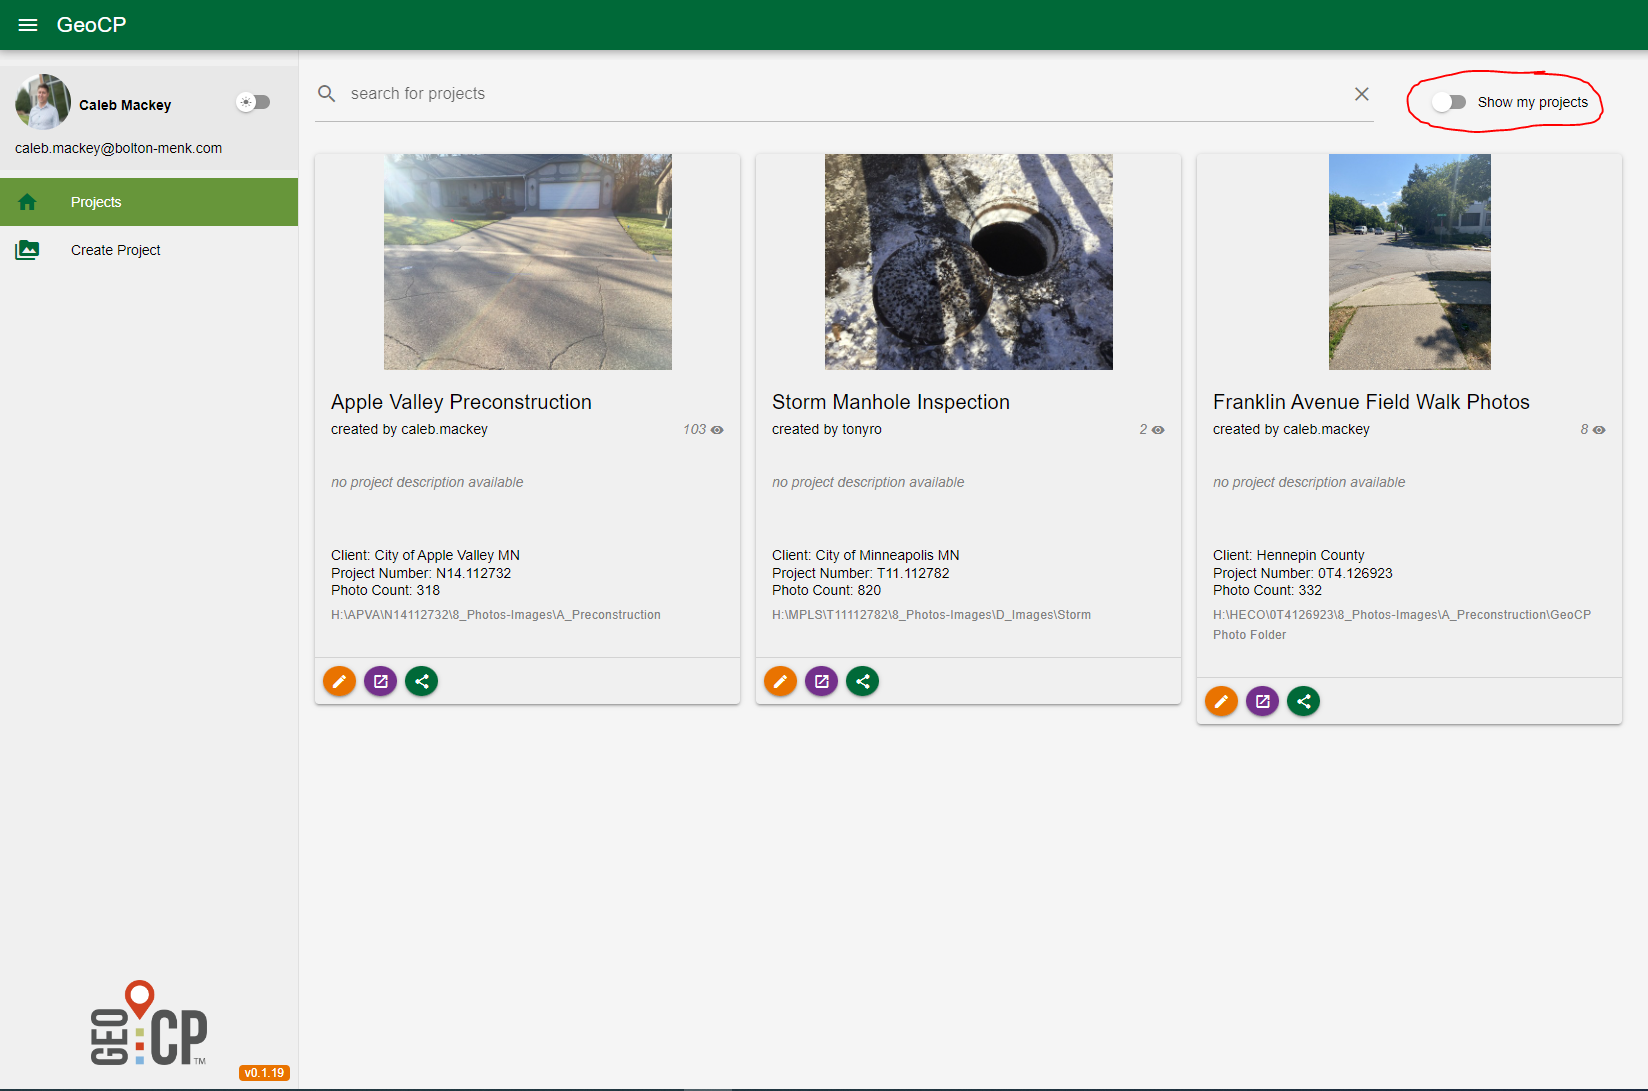 GeoCP
Caleb Mackey
caleb.mackey@bolton-menk.com
Projects
Create Project
search for projects
Show my projects
Apple Valley Preconstruction
created by caleb.mackey 103
no project description available
Client: City of Apple Valley MN
Project Number: N14.112732
Photo Count: 318
H:\APVA\N14112732\8_Photos-Images\A_Preconstruction
Storm Manhole Inspection
created by tonyro 2
no project description available
Client: City of Minneapolis MN
Project Number: T11.112782
Photo Count: 820
H:\MPLS\T11112782\8_Photos-Images\D_Images\Storm
Franklin Avenue Field Walk Photos
created by caleb.mackey 8
no project description available
Client: Hennepin County
Project Number: 0T4.126923
Photo Count: 332
H:\HECO\0T4126923\8_Photos-Images\A_Preconstruction\GeoCP
Photo Folder
GEO CP TM
v0.1.19